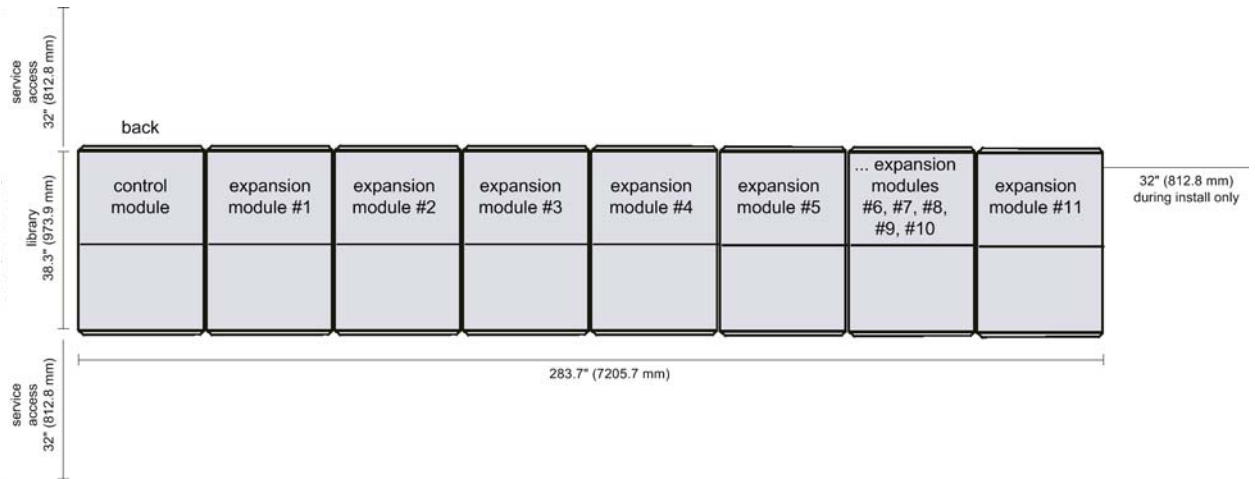 service
access
32" (812.8 mm)
back
library
38.3" (973.9 mm)
control
module
expansion
module #1
expansion
module #2
expansion
module #3
expansion
module #4
expansion
module #5
... expansion
modules
#6, #7, #8,
#9, #10
expansion
module #11
32" (812.8 mm)
during install only
283.7" (7205.7 mm)
service
access
32" (812.8 mm)